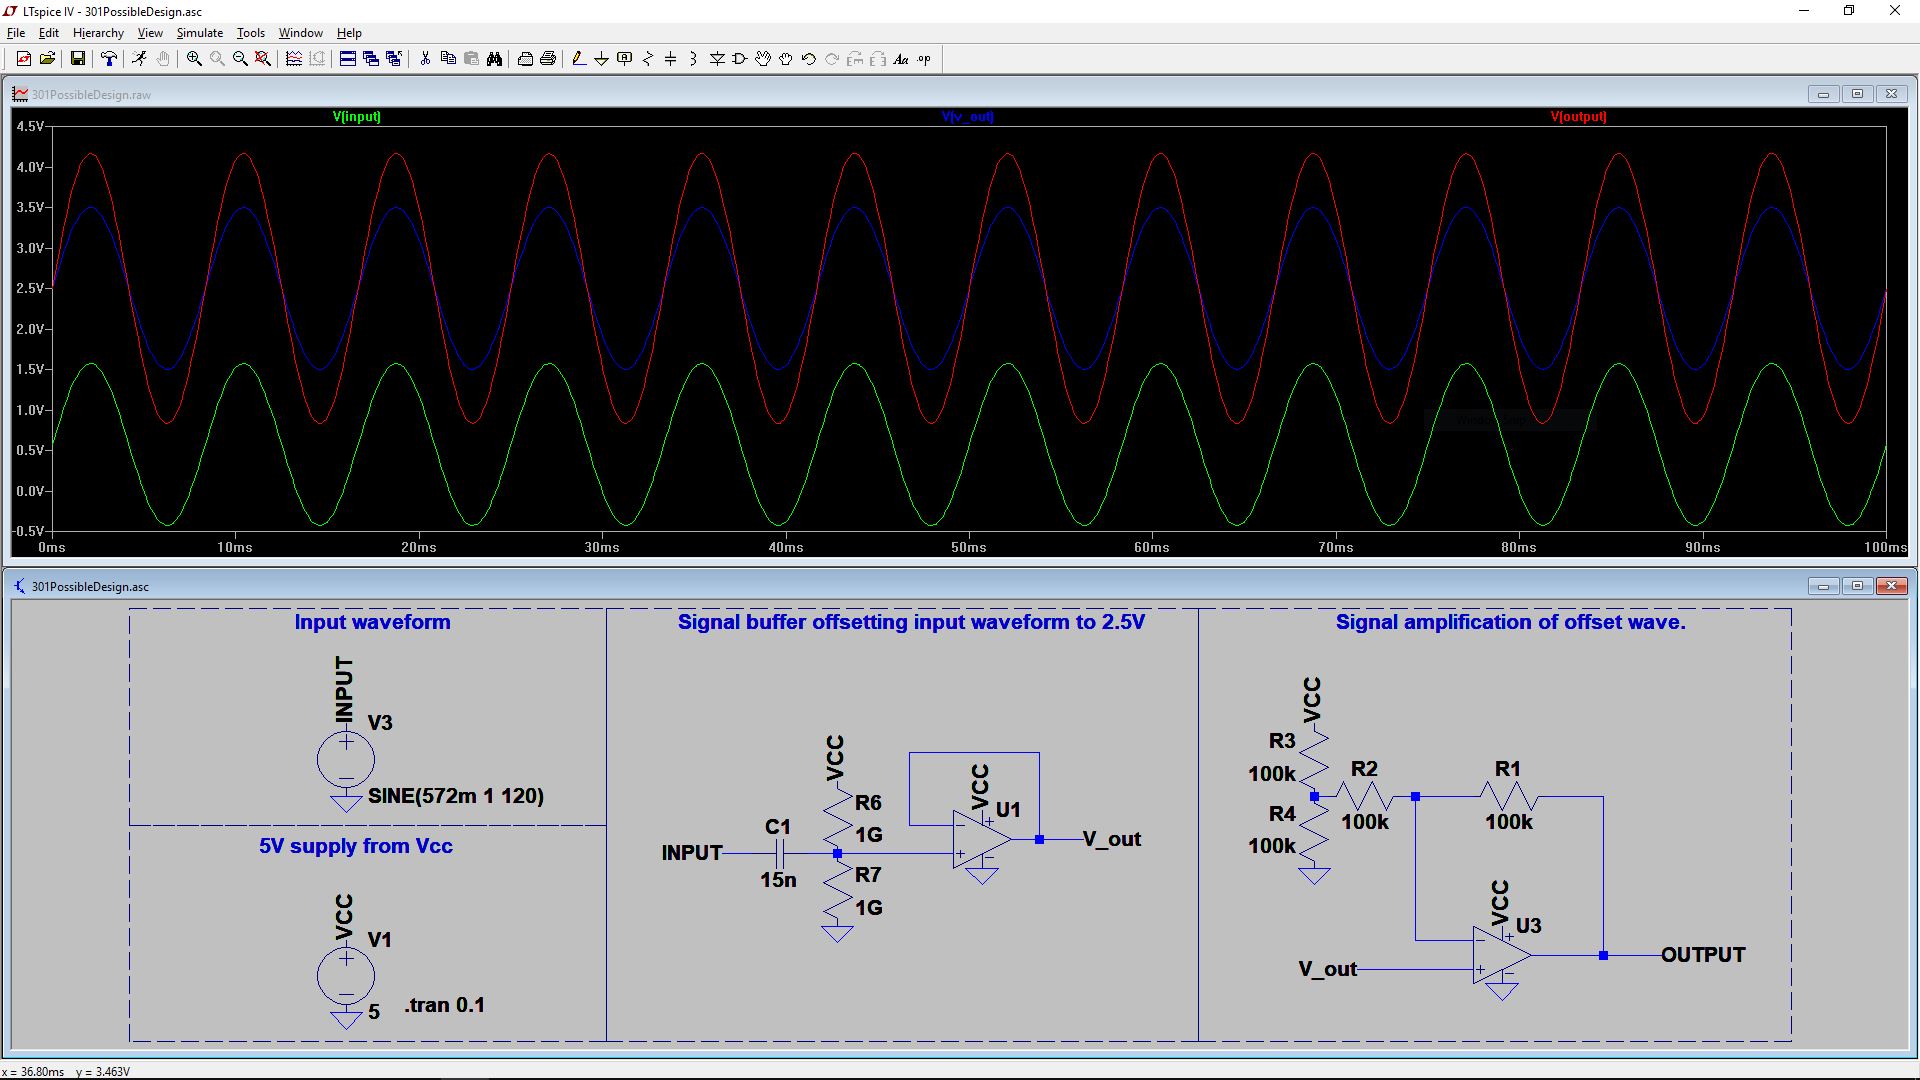 LTspice IV - 301PossibleDesign.asc
File Edit Hierarchy View Simulate Tools Window Help
301PossibleDesign.raw
V(input) V(v_out) V(output)
4.5V
4.0V
3.5V
3.0V
2.5V
2.0V
1.5V
1.0V
0.5V
0.0V
-0.5V
0ms 10ms 20ms 30ms 40ms 50ms 60ms 70ms 80ms 90ms 100ms
301PossibleDesign.asc
Input waveform
INPUT
V3
SINE(572m 1 120)
5V supply from Vcc
VCC
V1
5
.tran 0.1
Signal buffer offsetting input waveform to 2.5V
VCC
R6
1G
C1
INPUT
15n
R7
1G
VCC
U1
V_out
Signal amplification of offset wave.
VCC
R3
100k
R4
100k
R2
100k
R1
100k
VCC
U3
V_out
OUTPUT
x = 36.80ms y = 3.463V